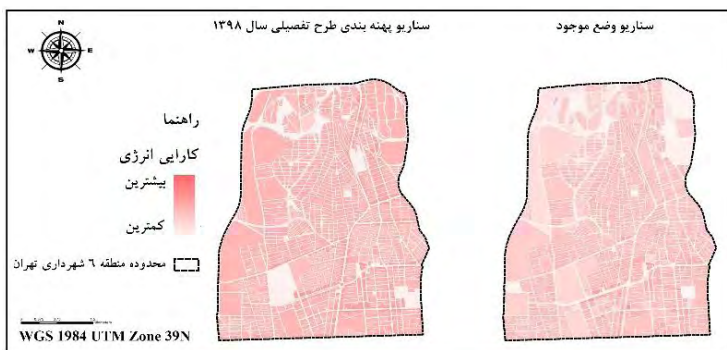 سناریو وضع موجود
سناریو پهنه بندی طرح تفصیلی سال ۱۳۹۸
N
W E
S
راهنما
کارایی انرژی
بیشترین
کمترین
محدوده منطقه ۶ شهرداری تهران
WGS 1984 UTM Zone 39N